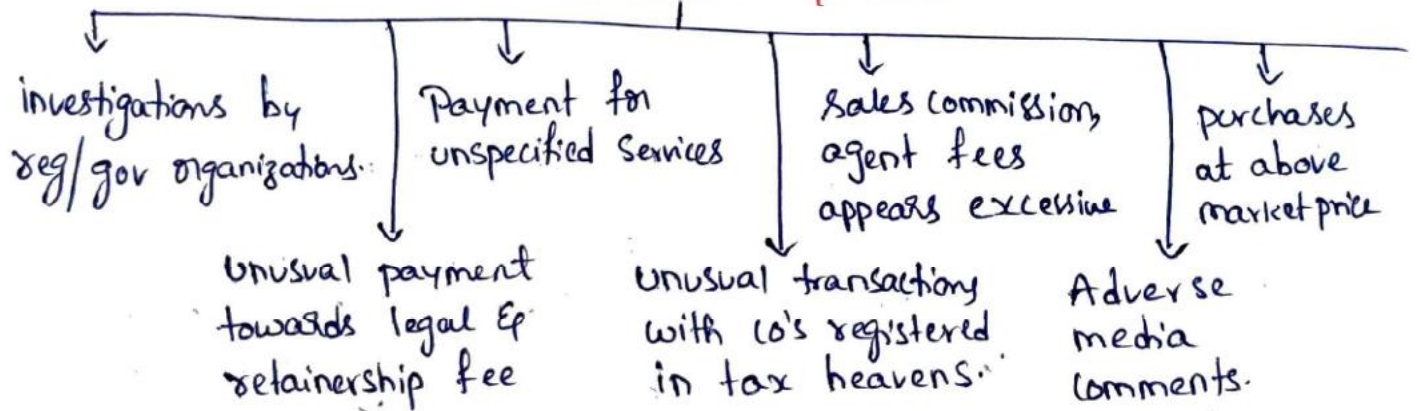 investigations by
reg/gov organizations.
Payment for
unspecified services
Sales commission,
agent fees
appears excessive
purchases
at above
market price
Unusual payment
towards legal &
retainership fee
Unusual transactions
with co's registered
in tax heavens.
Adverse
media
comments.